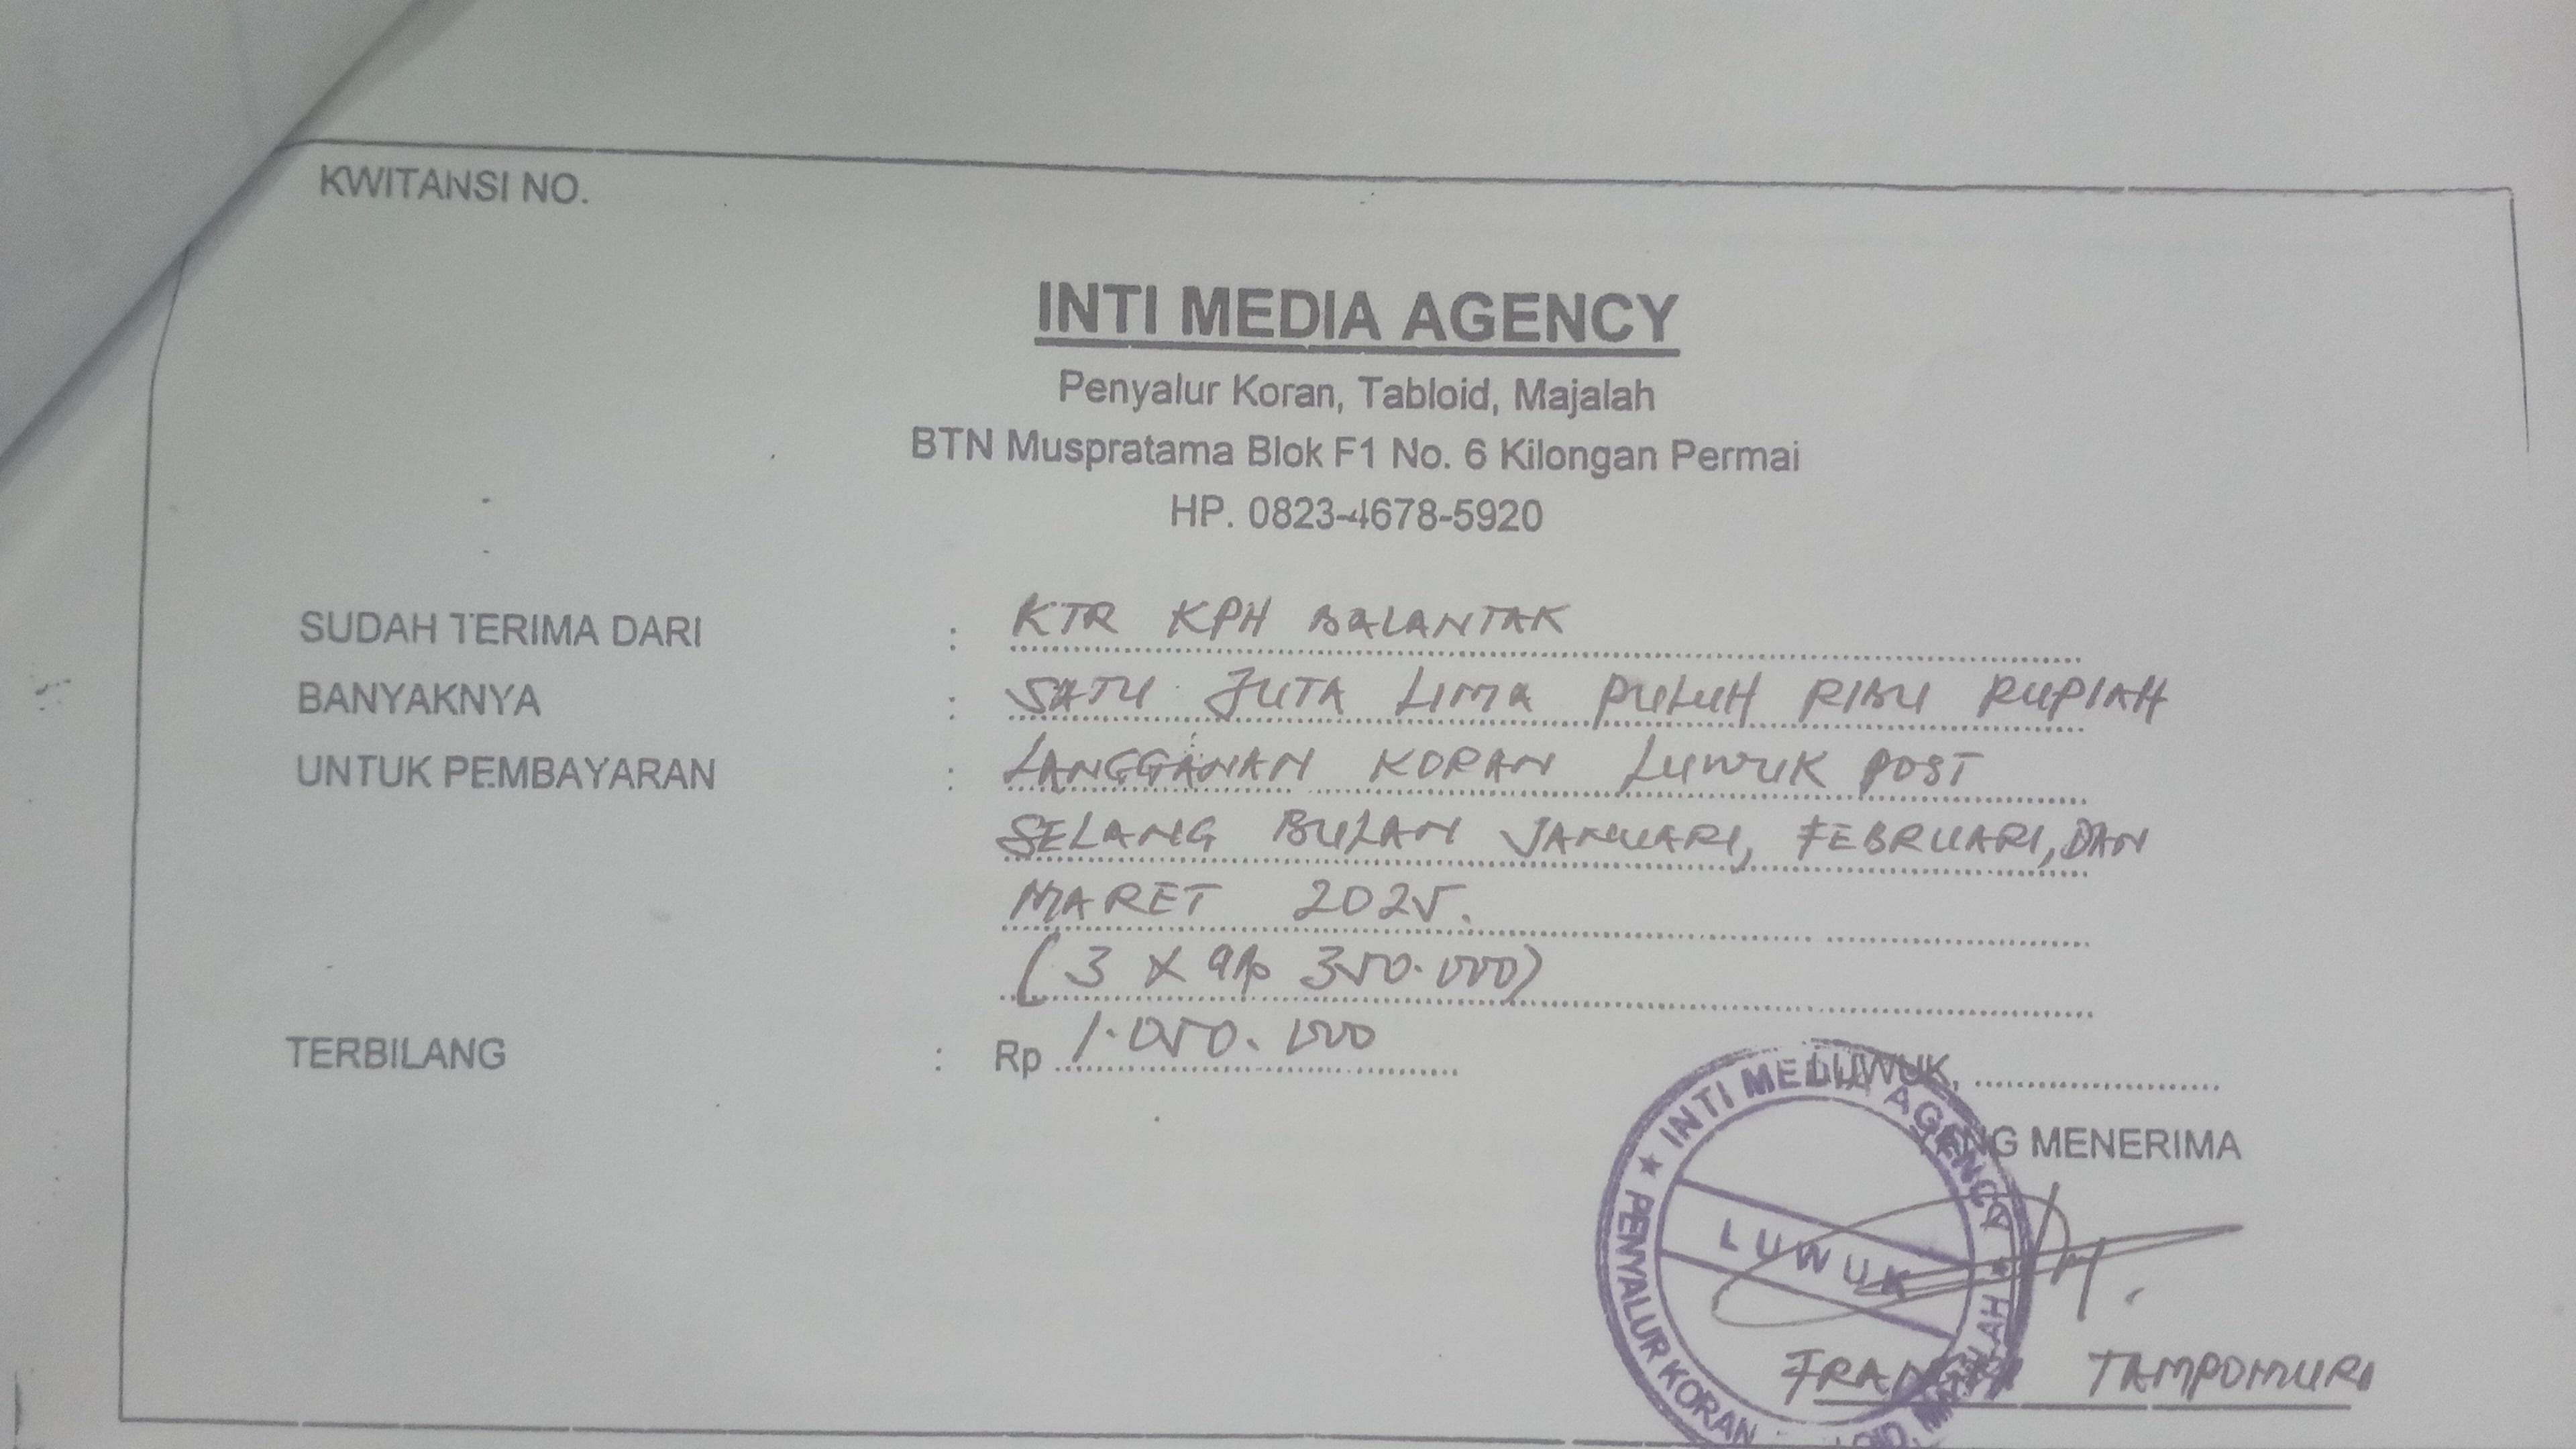 KWITANSI NO.
INTI MEDIA AGENCY
Penyalur Koran, Tabloid, Majalah
BTN Muspratama Blok F1 No. 6 Kilongan Permai
HP. 0823-4678-5920
SUDAH TERIMA DARI : KTR KPH BALANTAK
BANYAKNYA : SATU JUTA LIMA PULUH RIBU RUPIAH
UNTUK PEMBAYARAN : LANGGANAN KORAN LUWUK POST
SELANG BULAN JANUARI, FEBRUARI, DAN
MARET 2025.
(3 X Rp 350.000)
TERBILANG : Rp 1.050.000
LUWUK,
YANG MENERIMA
INTI MEDIA AGENCY
LUWUK
PENYALUR KORAN
TAMPOMURI